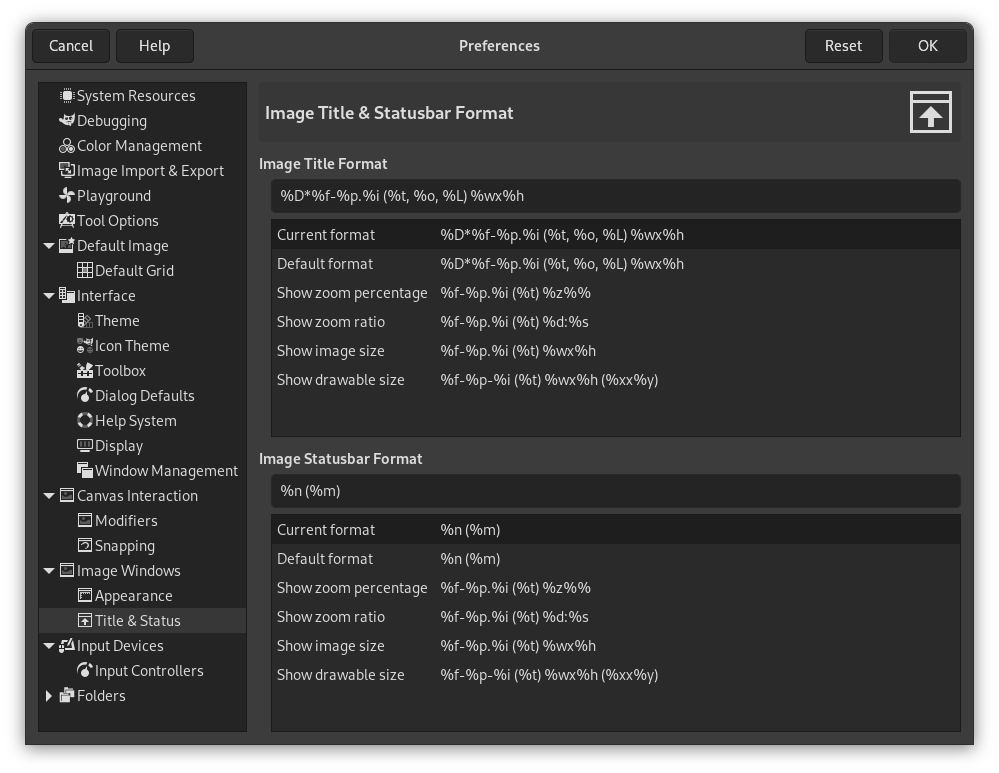 Cancel Help Preferences Reset OK
System Resources
Debugging
Color Management
Image Import & Export
Playground
Tool Options
Default Image
Default Grid
Interface
Theme
Icon Theme
Toolbox
Dialog Defaults
Help System
Display
Window Management
Canvas Interaction
Modifiers
Snapping
Image Windows
Appearance
Title & Status
Input Devices
Input Controllers
Folders
Image Title & Statusbar Format
Image Title Format
%D*%f-%p.%i (%t, %o, %L) %wx%h
Current format %D*%f-%p.%i (%t, %o, %L) %wx%h
Default format %D*%f-%p.%i (%t, %o, %L) %wx%h
Show zoom percentage %f-%p.%i (%t) %z%%
Show zoom ratio %f-%p.%i (%t) %d:%s
Show image size %f-%p.%i (%t) %wx%h
Show drawable size %f-%p-%i (%t) %wx%h (%xx%y)
Image Statusbar Format
%n (%m)
Current format %n (%m)
Default format %n (%m)
Show zoom percentage %f-%p.%i (%t) %z%%
Show zoom ratio %f-%p.%i (%t) %d:%s
Show image size %f-%p.%i (%t) %wx%h
Show drawable size %f-%p-%i (%t) %wx%h (%xx%y)